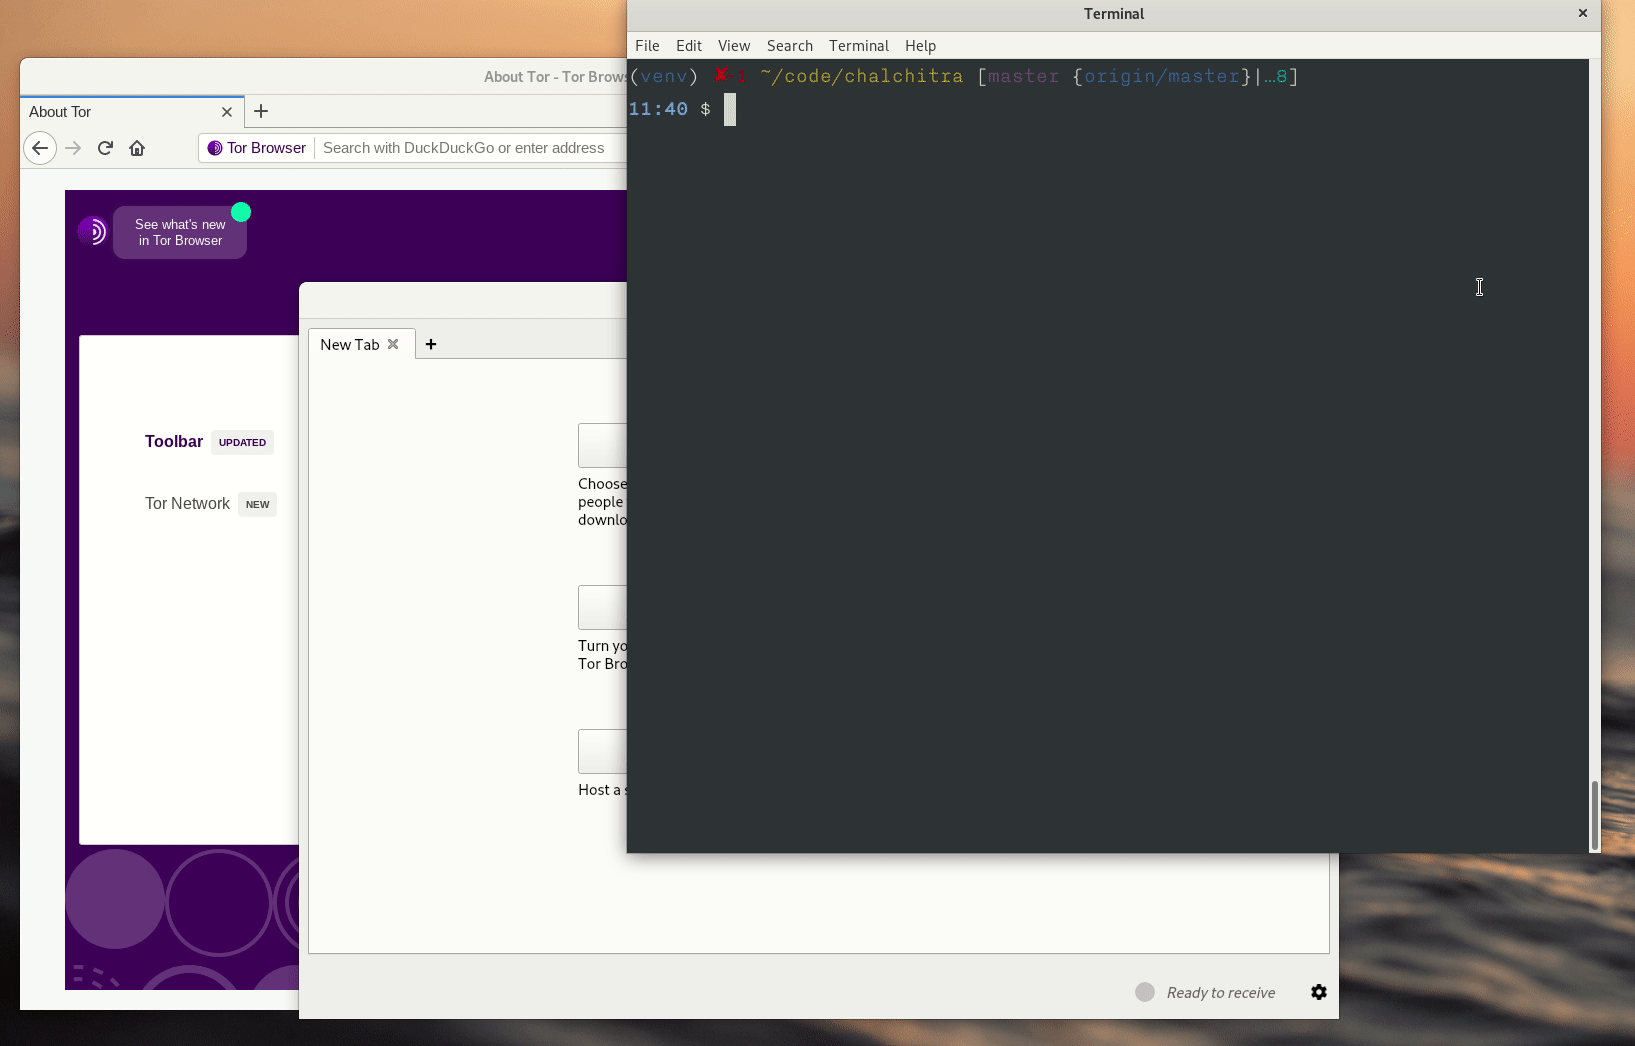 Terminal
File Edit View Search Terminal Help
(venv) ✘-1 ~/code/chalchitra [master {origin/master}|…8]
11:40 $
About Tor - Tor Brows
About Tor
Tor Browser Search with DuckDuckGo or enter address
See what's new
in Tor Browser
Toolbar UPDATED
Tor Network NEW
New Tab
Choose
people
downlo
Turn yo
Tor Bro
Host a s
Ready to receive